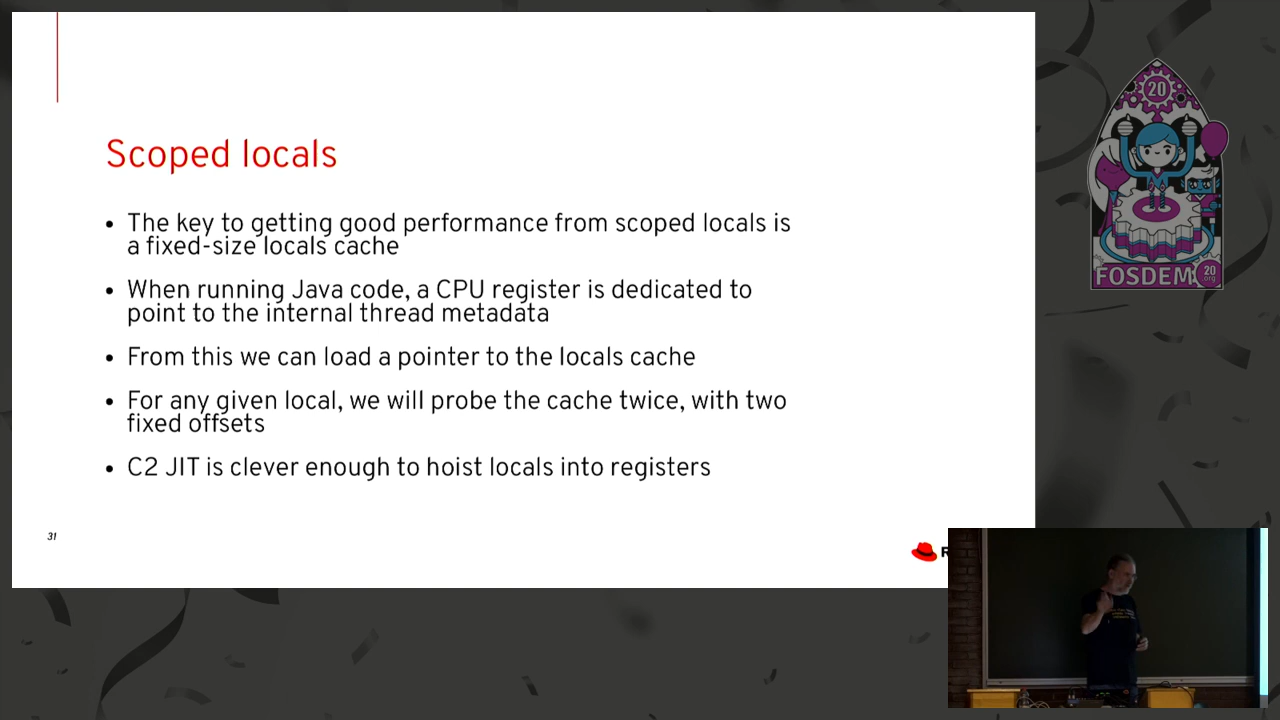 Scoped locals
• The key to getting good performance from scoped locals is
a fixed-size locals cache
• When running Java code, a CPU register is dedicated to
point to the internal thread metadata
• From this we can load a pointer to the locals cache
• For any given local, we will probe the cache twice, with two
fixed offsets
• C2 JIT is clever enough to hoist locals into registers
31
20
FOSDEM
20
org